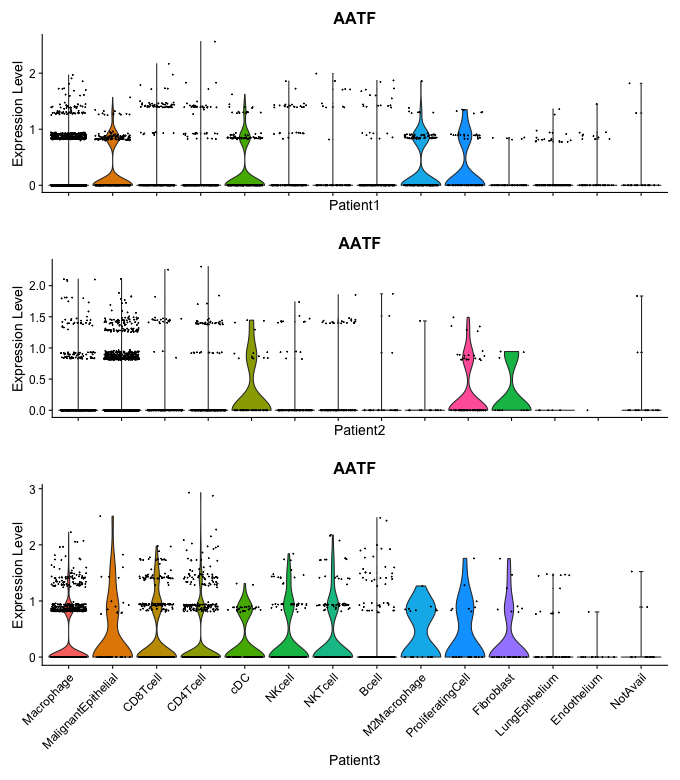 AATF
Expression Level
2
1
0
Patient1
AATF
Expression Level
2.0
1.5
1.0
0.5
0.0
Patient2
AATF
Expression Level
3
2
1
0
Macrophage
MalignantEpithelial
CD8Tcell
CD4Tcell
cDC
NKcell
NKTcell
Bcell
M2Macrophage
ProliferatingCell
Fibroblast
LungEpithelium
Endothelium
NotAvail
Patient3